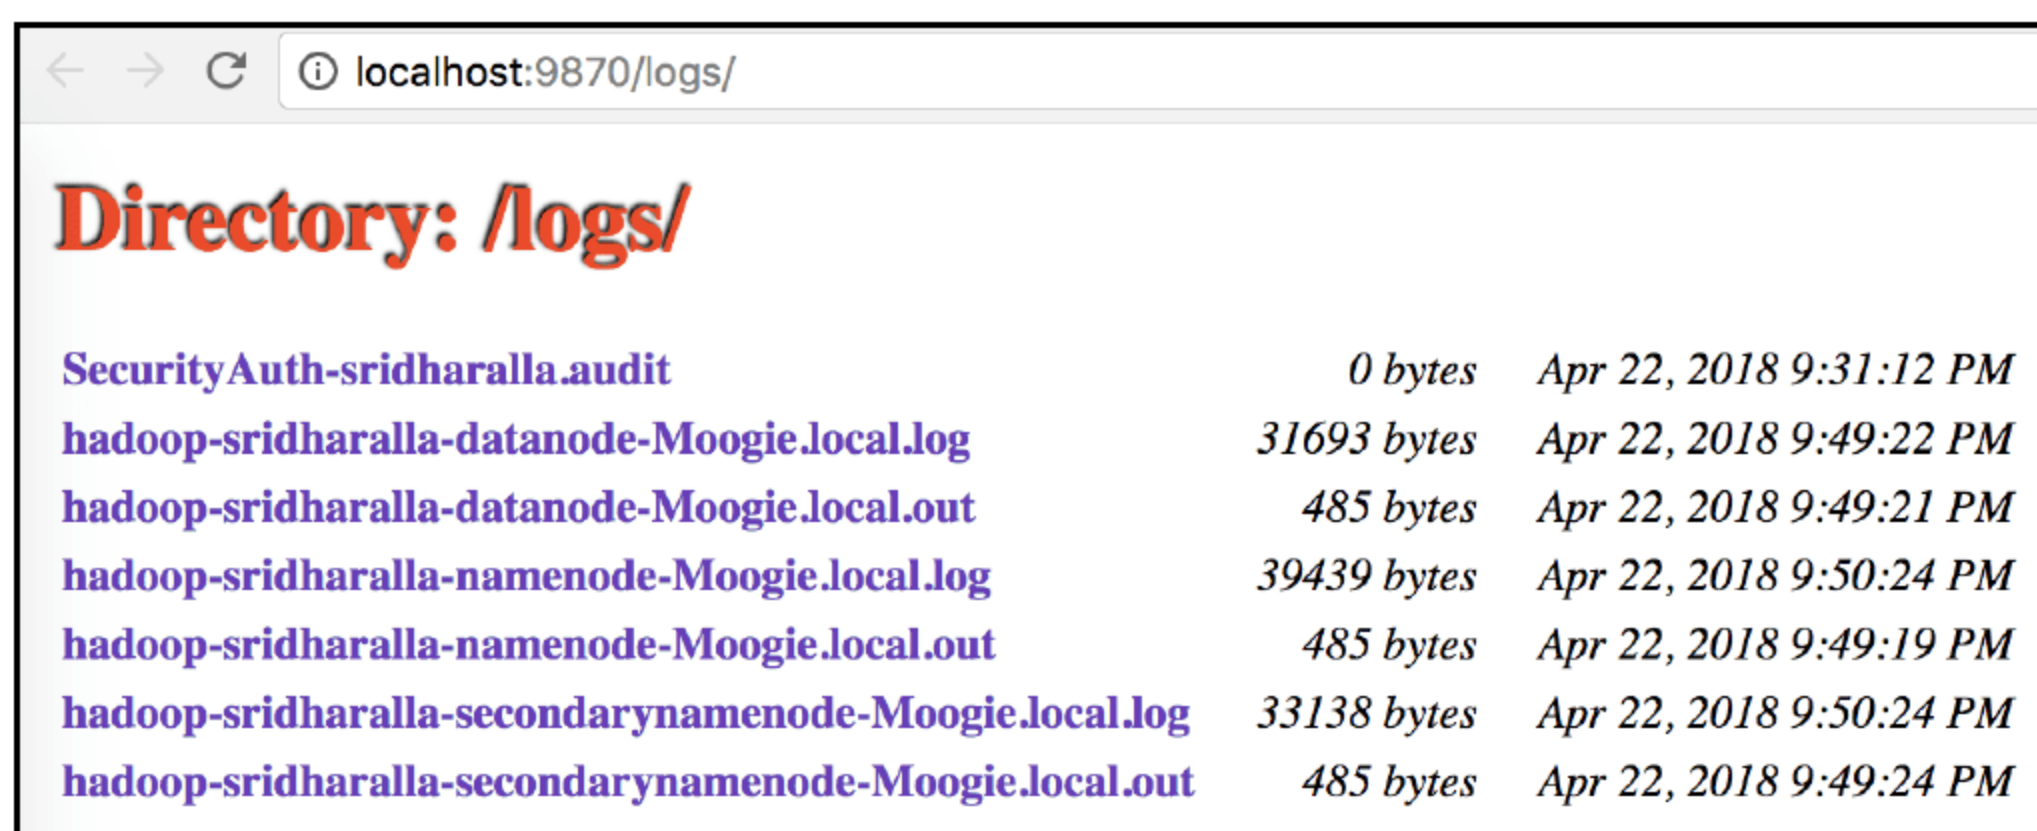 localhost:9870/logs/
Directory: /logs/
SecurityAuth-sridharalla.audit 0 bytes Apr 22, 2018 9:31:12 PM
hadoop-sridharalla-datanode-Moogie.local.log 31693 bytes Apr 22, 2018 9:49:22 PM
hadoop-sridharalla-datanode-Moogie.local.out 485 bytes Apr 22, 2018 9:49:21 PM
hadoop-sridharalla-namenode-Moogie.local.log 39439 bytes Apr 22, 2018 9:50:24 PM
hadoop-sridharalla-namenode-Moogie.local.out 485 bytes Apr 22, 2018 9:49:19 PM
hadoop-sridharalla-secondarynamenode-Moogie.local.log 33138 bytes Apr 22, 2018 9:50:24 PM
hadoop-sridharalla-secondarynamenode-Moogie.local.out 485 bytes Apr 22, 2018 9:49:24 PM